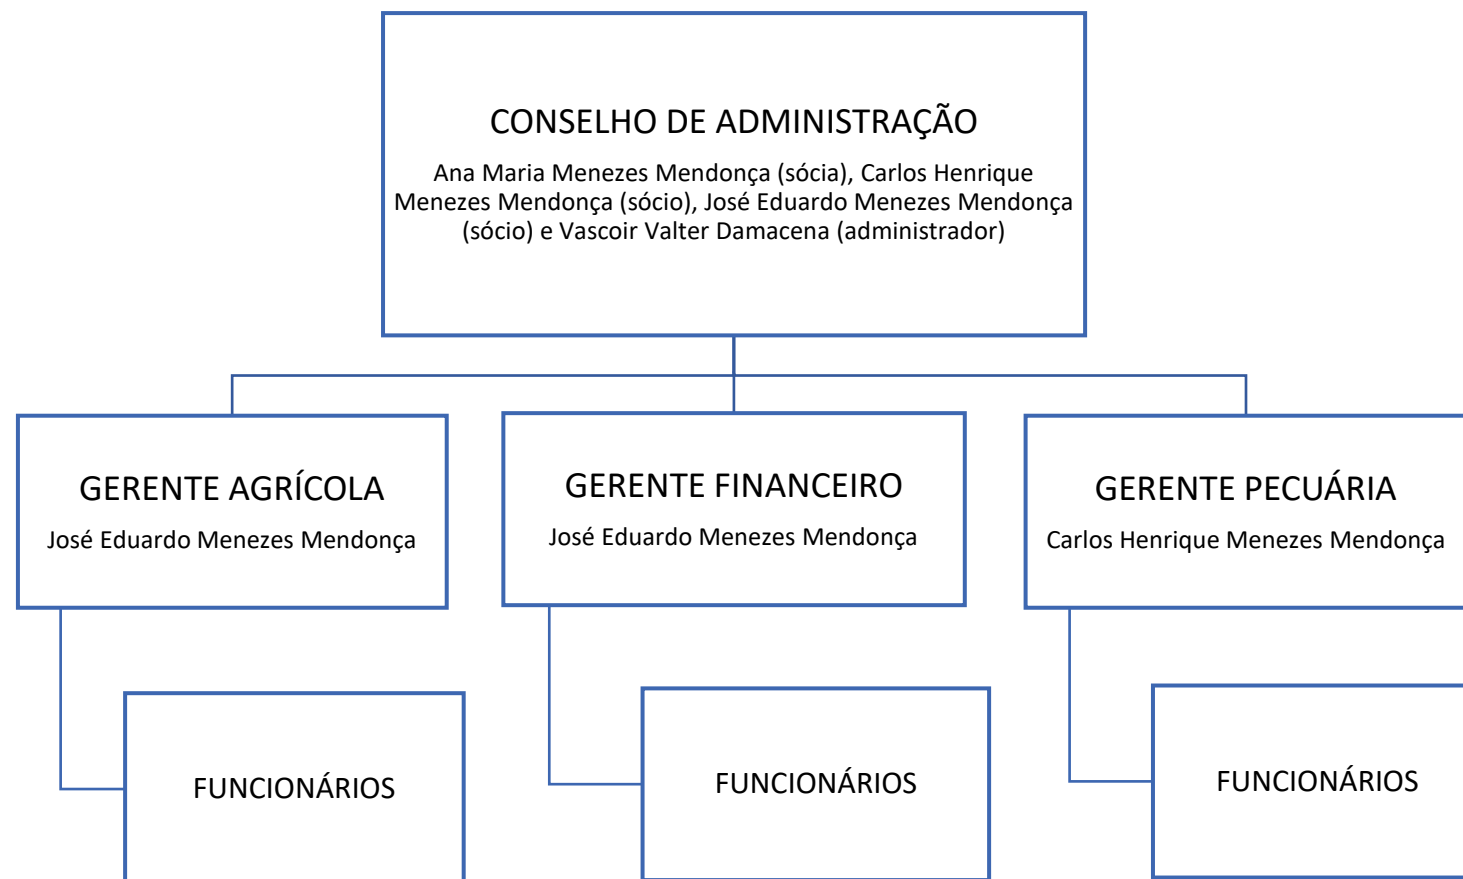 CONSELHO DE ADMINISTRAÇÃO
Ana Maria Menezes Mendonça (sócia), Carlos Henrique
Menezes Mendonça (sócio), José Eduardo Menezes Mendonça
(sócio) e Vascoir Valter Damacena (administrador)
GERENTE AGRÍCOLA
José Eduardo Menezes Mendonça
GERENTE FINANCEIRO
José Eduardo Menezes Mendonça
GERENTE PECUÁRIA
Carlos Henrique Menezes Mendonça
FUNCIONÁRIOS
FUNCIONÁRIOS
FUNCIONÁRIOS